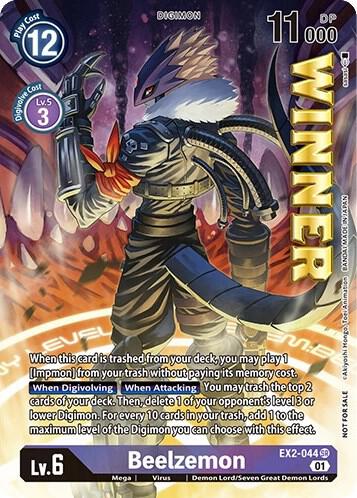 DIGIMON
Play Cost
12
11000
DP
Digivolve Cost
Lv.5
3
WINNER
©Akiyoshi Hongo, Toei Animation
BANDAI MADE IN JAPAN
NOT FOR SALE
When this card is trashed from your deck, you may play 1
[Impmon] from your trash without paying its memory cost.
When Digivolving When Attacking You may trash the top 2
cards of your deck. Then, delete 1 of your opponent's level 3 or
lower Digimon. For every 10 cards in your trash, add 1 to the
maximum level of the Digimon you can choose with this effect.
EX2-044 SR
Lv.6
Beelzemon
01
Mega | Virus | Demon Lord/Seven Great Demon Lords